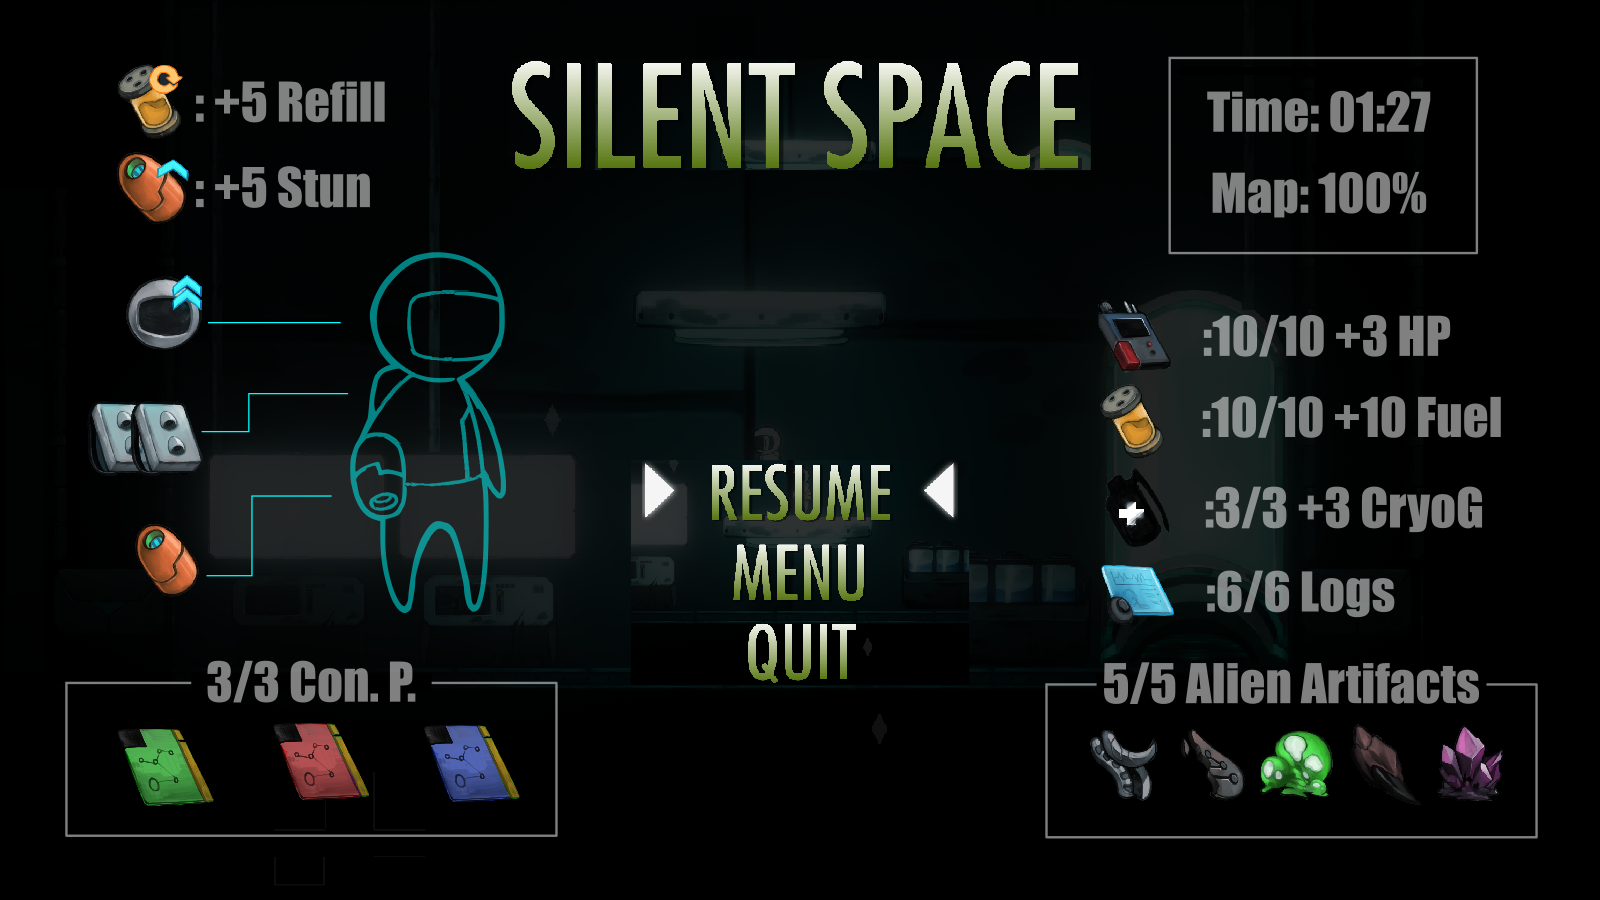 SILENT SPACE
: +5 Refill
: +5 Stun
Time: 01:27
Map: 100%
:10/10 +3 HP
:10/10 +10 Fuel
:3/3 +3 CryoG
:6/6 Logs
RESUME
MENU
QUIT
3/3 Con. P.
5/5 Alien Artifacts